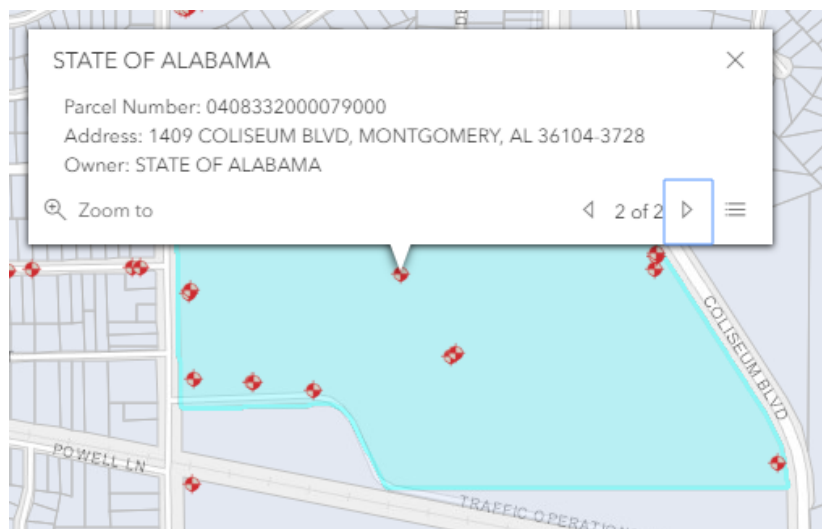 STATE OF ALABAMA
Parcel Number: 0408332000079000
Address: 1409 COLISEUM BLVD, MONTGOMERY, AL 36104-3728
Owner: STATE OF ALABAMA
Zoom to
2 of 2
COLISEUM BLVD
POWELL LN
TRAFFIC OPERATION